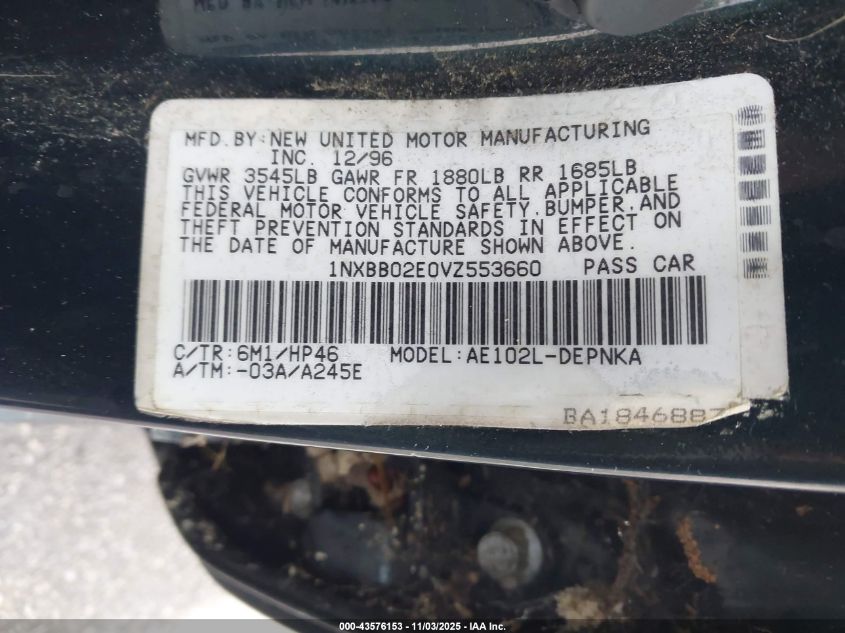 MFD.BY:NEW UNITED MOTOR MANUFACTURING
INC. 12/96
GVWR 3545LB GAWR FR 1880LB RR 1685LB
THIS VEHICLE CONFORMS TO ALL APPLICABLE
FEDERAL MOTOR VEHICLE SAFETY,BUMPER,AND
THEFT PREVENTION STANDARDS IN EFFECT ON
THE DATE OF MANUFACTURE SHOWN ABOVE.
1NXBB02E0VZ553660 PASS CAR
C/TR:6M1/HP46 MODEL:AE102L-DEPNKA
A/TM:-03A/A245E
BA1846887
000-43576153 - 11/03/2025 - IAA Inc.